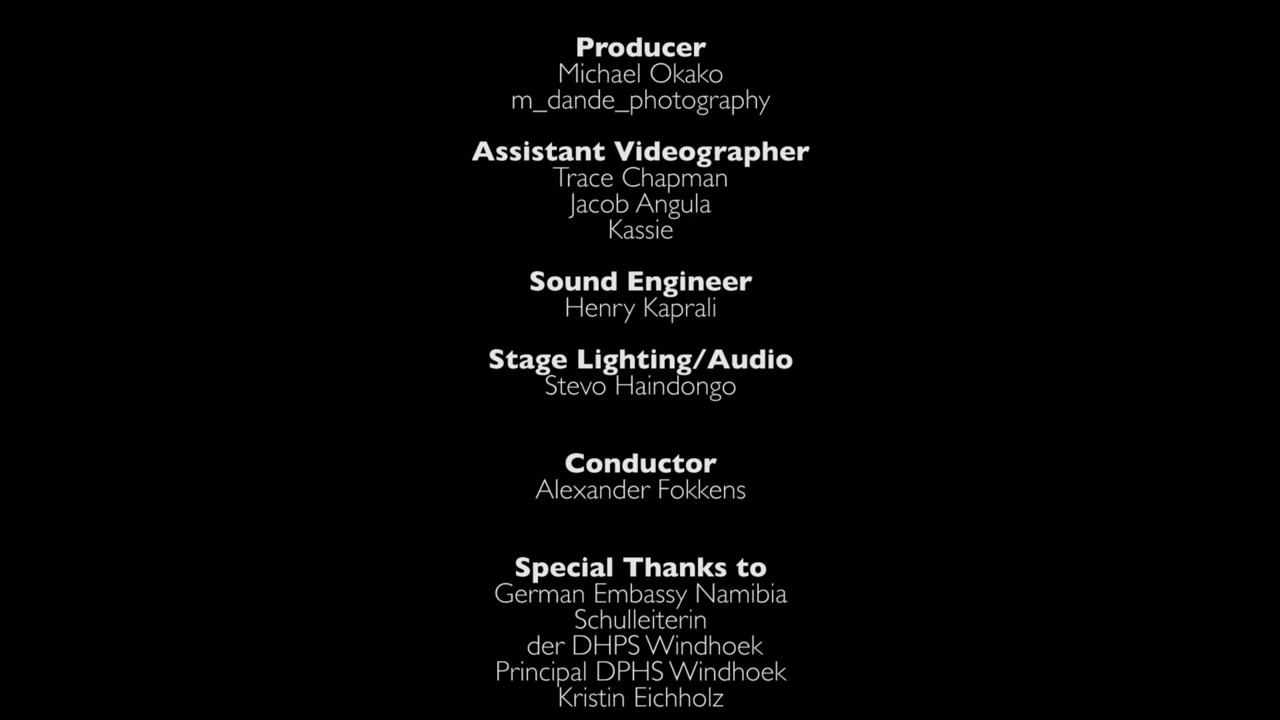 Producer
Michael Okako
m_dande_photography
Assistant Videographer
Trace Chapman
Jacob Angula
Kassie
Sound Engineer
Henry Kaprali
Stage Lighting/Audio
Stevo Haindongo
Conductor
Alexander Fokkens
Special Thanks to
German Embassy Namibia
Schulleiterin
der DHPS Windhoek
Principal DPHS Windhoek
Kristin Eichholz